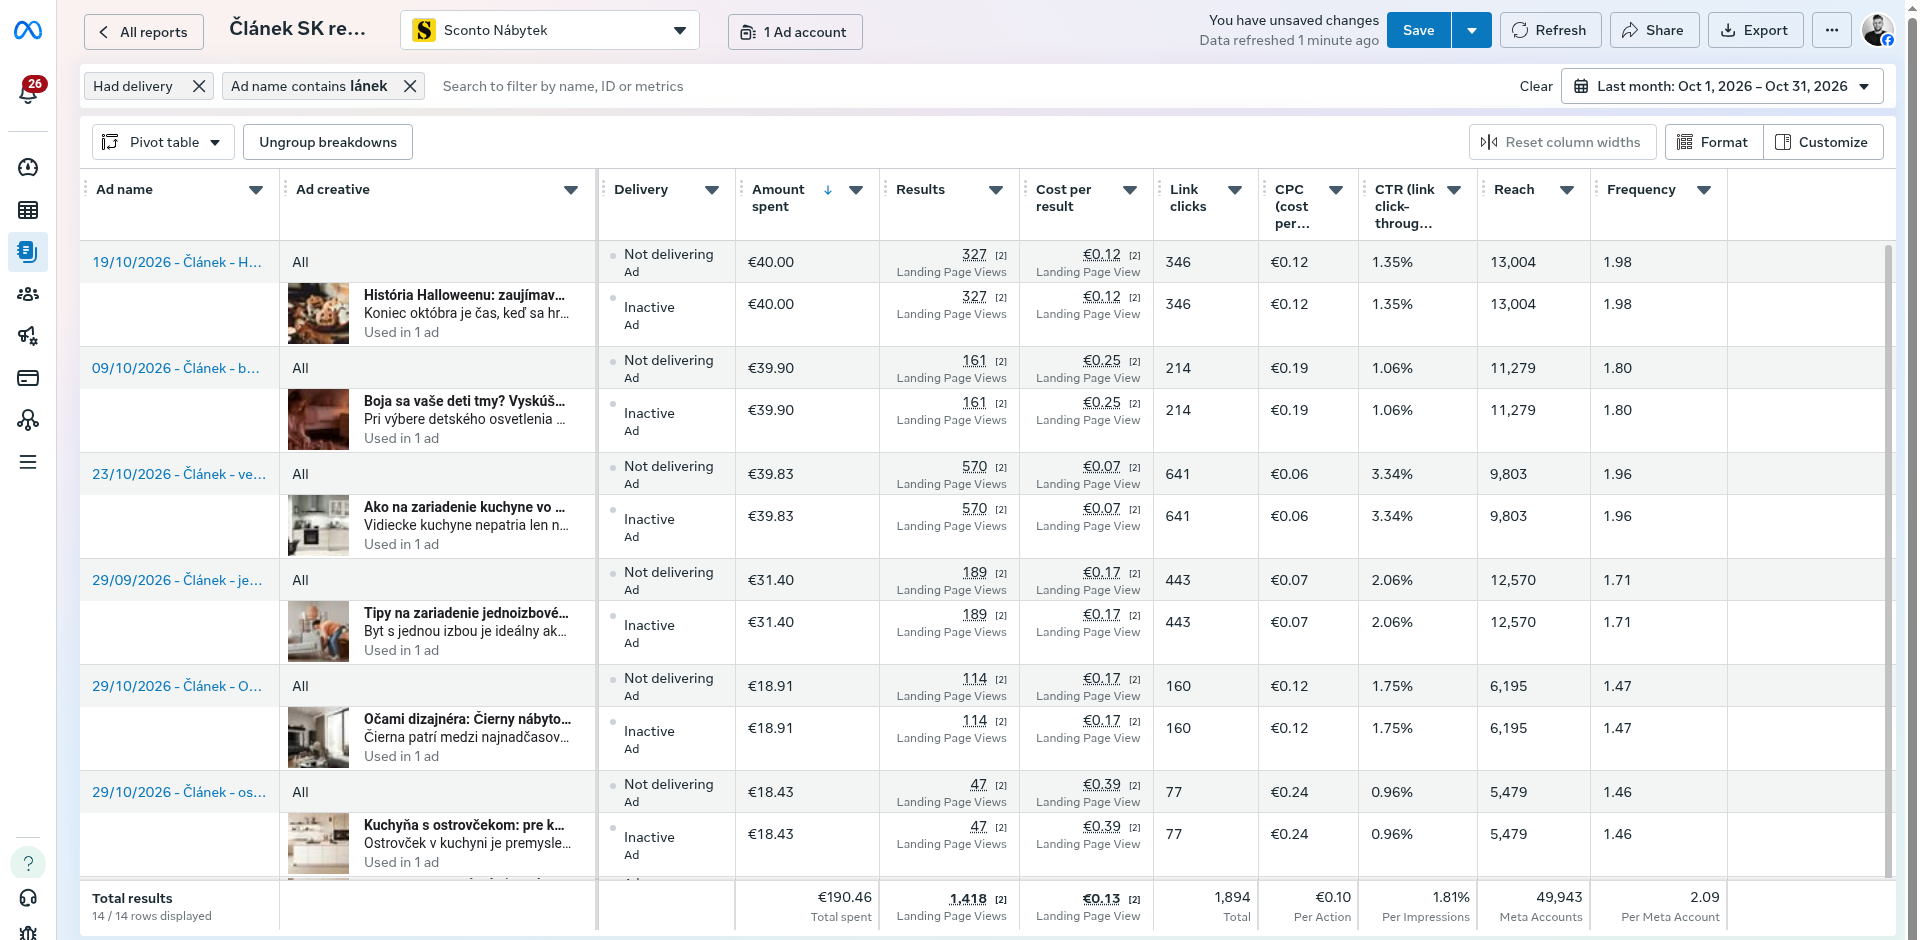 All reports
Článek SK re...
Sconto Nábytek
1 Ad account
You have unsaved changes
Data refreshed 1 minute ago
Save
Refresh
Share
Export
26
Had delivery
Ad name contains lánek
Search to filter by name, ID or metrics
Clear
Last month: Oct 1, 2026 – Oct 31, 2026
Pivot table
Ungroup breakdowns
Reset column widths
Format
Customize
Ad name
Ad creative
Delivery
Amount spent
Results
Cost per result
Link clicks
CPC (cost per...
CTR (link click-throug...
Reach
Frequency
19/10/2026 - Článek - H...
All
Not delivering
Ad
€40.00
327 [2]
Landing Page Views
€0.12 [2]
Landing Page View
346
€0.12
1.35%
13,004
1.98
História Halloweenu: zaujímav...
Koniec októbra je čas, keď sa hr...
Used in 1 ad
Inactive
Ad
€40.00
327 [2]
Landing Page Views
€0.12 [2]
Landing Page View
346
€0.12
1.35%
13,004
1.98
09/10/2026 - Článek - b...
All
Not delivering
Ad
€39.90
161 [2]
Landing Page Views
€0.25 [2]
Landing Page View
214
€0.19
1.06%
11,279
1.80
Boja sa vaše deti tmy? Vyskúš...
Pri výbere detského osvetlenia ...
Used in 1 ad
Inactive
Ad
€39.90
161 [2]
Landing Page Views
€0.25 [2]
Landing Page View
214
€0.19
1.06%
11,279
1.80
23/10/2026 - Článek - ve...
All
Not delivering
Ad
€39.83
570 [2]
Landing Page Views
€0.07 [2]
Landing Page View
641
€0.06
3.34%
9,803
1.96
Ako na zariadenie kuchyne vo ...
Vidiecke kuchyne nepatria len n...
Used in 1 ad
Inactive
Ad
€39.83
570 [2]
Landing Page Views
€0.07 [2]
Landing Page View
641
€0.06
3.34%
9,803
1.96
29/09/2026 - Článek - je...
All
Not delivering
Ad
€31.40
189 [2]
Landing Page Views
€0.17 [2]
Landing Page View
443
€0.07
2.06%
12,570
1.71
Tipy na zariadenie jednoizbové...
Byt s jednou izbou je ideálny ak...
Used in 1 ad
Inactive
Ad
€31.40
189 [2]
Landing Page Views
€0.17 [2]
Landing Page View
443
€0.07
2.06%
12,570
1.71
29/10/2026 - Článek - O...
All
Not delivering
Ad
€18.91
114 [2]
Landing Page Views
€0.17 [2]
Landing Page View
160
€0.12
1.75%
6,195
1.47
Očami dizajnéra: Čierny nábyto...
Čierna patrí medzi najnadčasov...
Used in 1 ad
Inactive
Ad
€18.91
114 [2]
Landing Page Views
€0.17 [2]
Landing Page View
160
€0.12
1.75%
6,195
1.47
29/10/2026 - Článek - os...
All
Not delivering
Ad
€18.43
47 [2]
Landing Page Views
€0.39 [2]
Landing Page View
77
€0.24
0.96%
5,479
1.46
Kuchyňa s ostrovčekom: pre k...
Ostrovček v kuchyni je premysle...
Used in 1 ad
Inactive
Ad
€18.43
47 [2]
Landing Page Views
€0.39 [2]
Landing Page View
77
€0.24
0.96%
5,479
1.46
Total results
14 / 14 rows displayed
€190.46
Total spent
1,418 [2]
Landing Page Views
€0.13 [2]
Landing Page View
1,894
Total
€0.10
Per Action
1.81%
Per Impressions
49,943
Meta Accounts
2.09
Per Meta Account